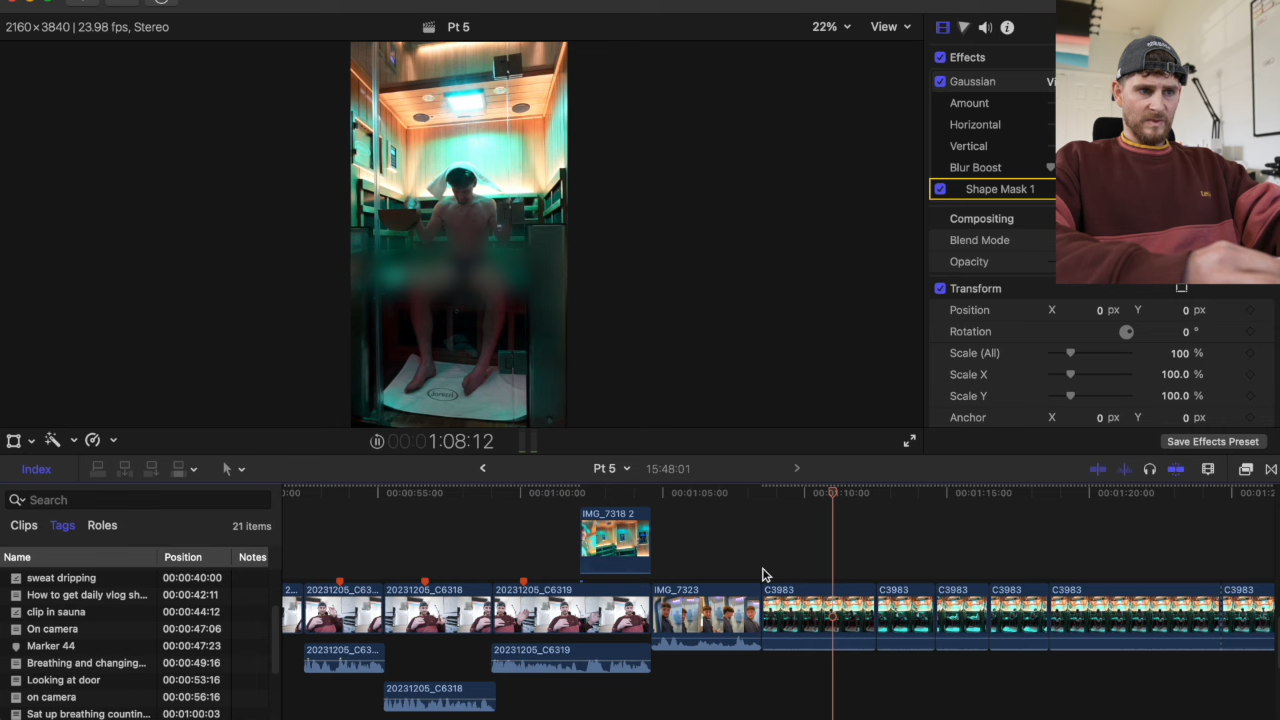 2160×3840 | 23.98 fps, Stereo
Pt 5
22%
View
Effects
Gaussian
Amount
Horizontal
Vertical
Blur Boost
Shape Mask 1
Compositing
Blend Mode
Opacity
Transform
Position X 0 px Y 0 px
Rotation 0 °
Scale (All) 100 %
Scale X 100.0 %
Scale Y 100.0 %
Anchor X 0 px Y 0 px
00:00:1:08:12
Save Effects Preset
Index
Pt 5
15:48:01
Search
Clips Tags Roles 21 items
Name Position Notes
sweat dripping 00:00:40:00
How to get daily vlog sh... 00:00:42:11
clip in sauna 00:00:44:12
On camera 00:00:47:06
Marker 44 00:00:47:23
Breathing and changing... 00:00:49:16
Looking at door 00:00:53:16
on camera 00:00:56:16
Sat up breathing countin... 00:01:00:03
00:00:55:00 00:01:00:00 00:01:05:00 00:01:10:00 00:01:15:00 00:01:20:00
IMG_7318 2
20231205_C63... 20231205_C6318 20231205_C6319 IMG_7323 C3983 C3983 C3983 C3983 C3983 C3983
20231205_C63... 20231205_C6319
20231205_C6318